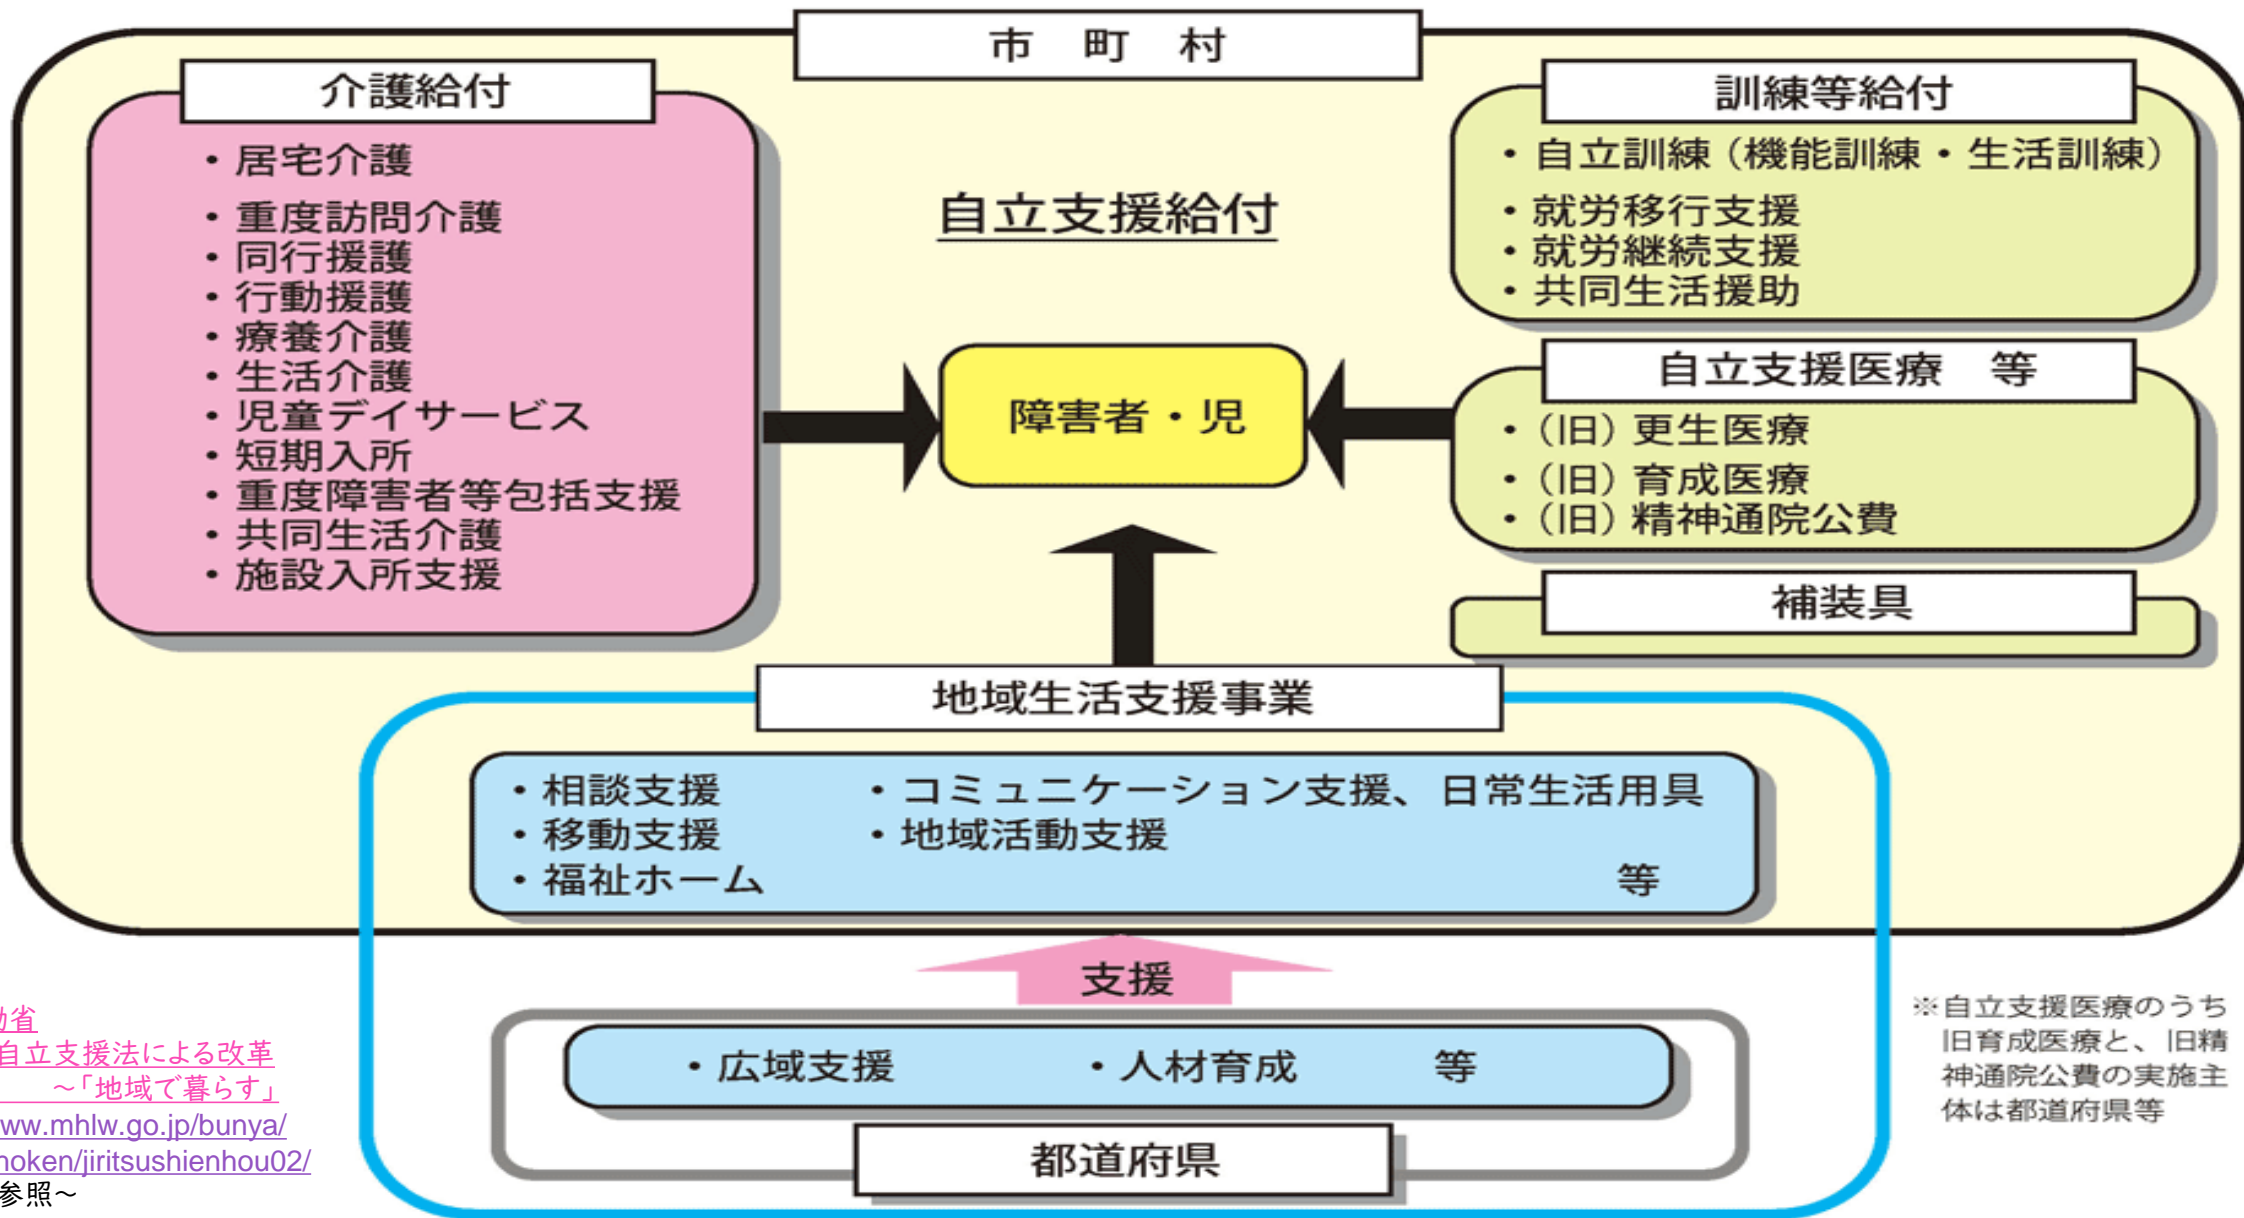 市 町 村
介護給付
・居宅介護
・重度訪問介護
・同行援護
・行動援護
・療養介護
・生活介護
・児童デイサービス
・短期入所
・重度障害者等包括支援
・共同生活介護
・施設入所支援
自立支援給付
障害者・児
訓練等給付
・自立訓練（機能訓練・生活訓練）
・就労移行支援
・就労継続支援
・共同生活援助
自立支援医療　等
・（旧）更生医療
・（旧）育成医療
・（旧）精神通院公費
補装具
地域生活支援事業
・相談支援　・コミュニケーション支援、日常生活用具
・移動支援　・地域活動支援
・福祉ホーム　等
支援
・広域支援　・人材育成　等
都道府県
※自立支援医療のうち
旧育成医療と、旧精
神通院公費の実施主
体は都道府県等
省
自立支援法による改革
～「地域で暮らす」
ww.mhlw.go.jp/bunya/
hoken/jiritsushienhou02/
参照～